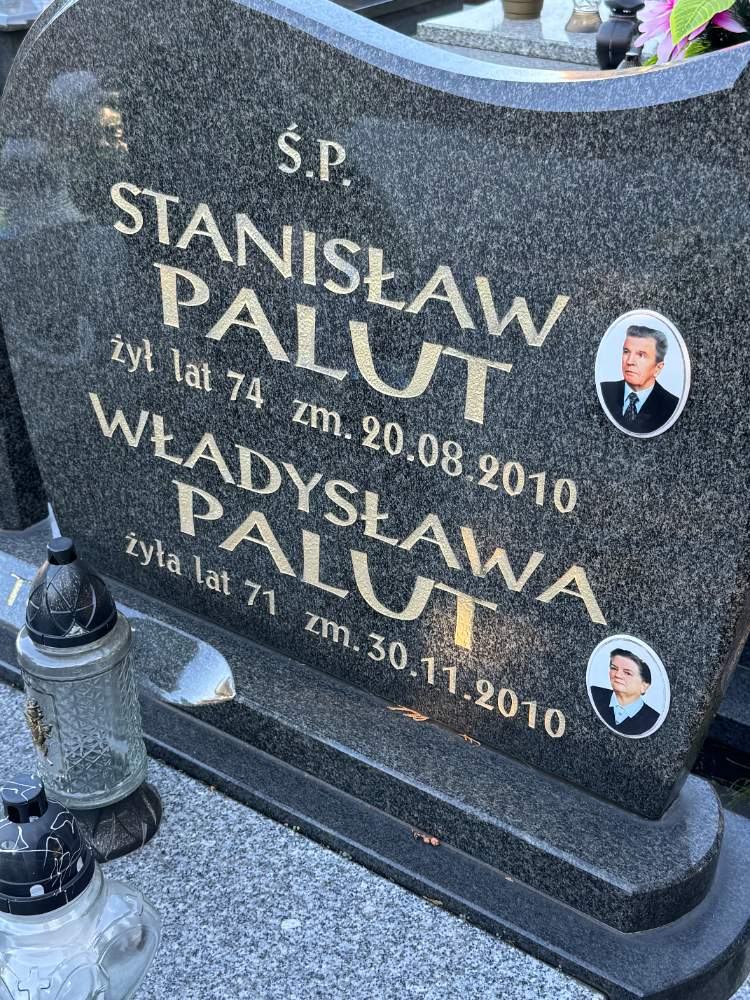 Ś.P.
STANISŁAW
PALUT
żył lat 74 zm. 20.08.2010
WŁADYSŁAWA
PALUT
żyła lat 71 zm. 30.11.2010